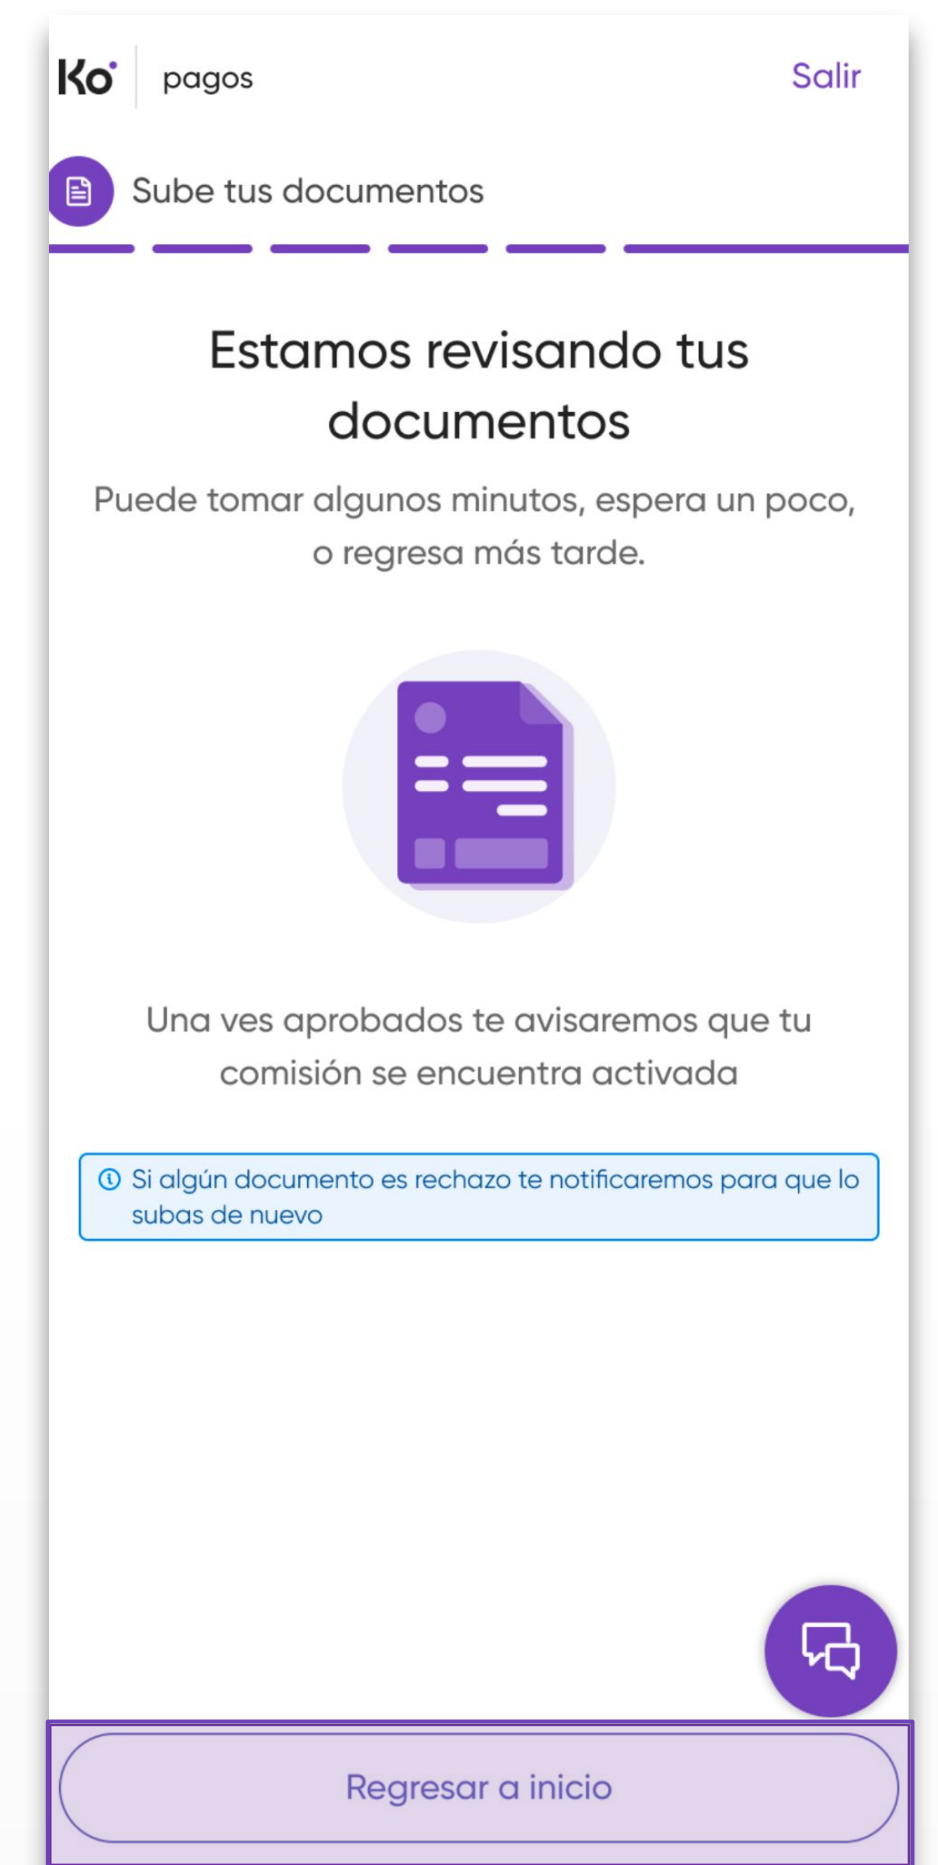 Ko pagos
Salir
Sube tus documentos
Estamos revisando tus
documentos
Puede tomar algunos minutos, espera un poco,
o regresa más tarde.
Una ves aprobados te avisaremos que tu
comisión se encuentra activada
Si algún documento es rechazo te notificaremos para que lo
subas de nuevo
Regresar a inicio